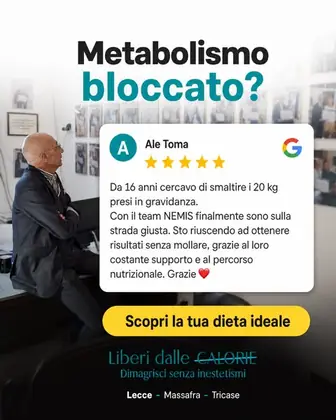 Metabolismo
bloccato?
A
Ale Toma
G
Da 16 anni cercavo di smaltire i 20 kg
presi in gravidanza.
Con il team NEMIS finalmente sono sulla
strada giusta. Sto riuscendo ad ottenere
risultati senza mollare, grazie al loro
costante supporto e al percorso
nutrizionale. Grazie ❤️
Scopri la tua dieta ideale
Liberi dalle CALORIE
Dimagrisci senza inestetismi
Lecce - Massafra - Tricase